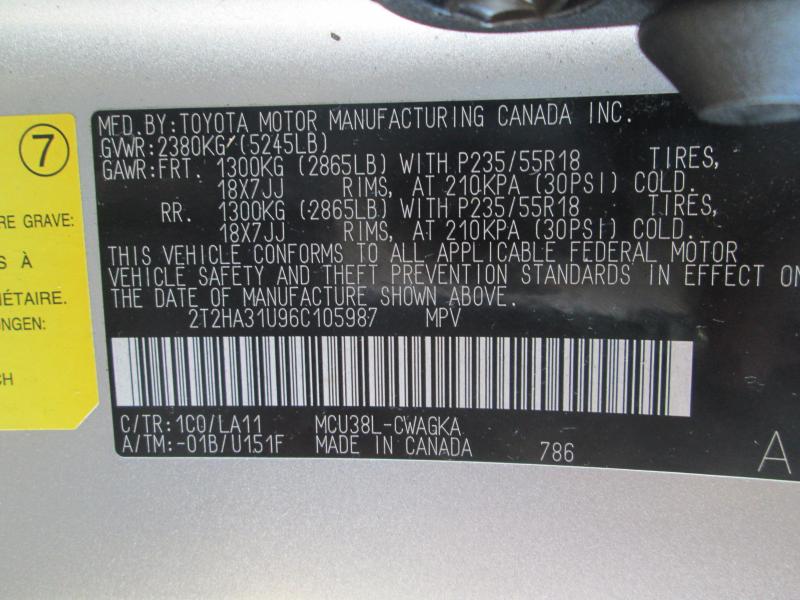 7
RE GRAVE:
S À
IÉTAIRE.
UNGEN:
CH
MFD.BY:TOYOTA MOTOR MANUFACTURING CANADA INC.
GVWR:2380KG (5245LB)
GAWR:FRT. 1300KG (2865LB) WITH P235/55R18 TIRES,
18X7JJ RIMS, AT 210KPA (30PSI) COLD.
RR. 1300KG (2865LB) WITH P235/55R18 TIRES,
18X7JJ RIMS, AT 210KPA (30PSI) COLD.
THIS VEHICLE CONFORMS TO ALL APPLICABLE FEDERAL MOTOR
VEHICLE SAFETY AND THEFT PREVENTION STANDARDS IN EFFECT ON
THE DATE OF MANUFACTURE SHOWN ABOVE.
2T2HA31U96C105987 MPV
C/TR:1C0/LA11 MCU38L-CWAGKA
A/TM:-01B/U151F MADE IN CANADA 786
A